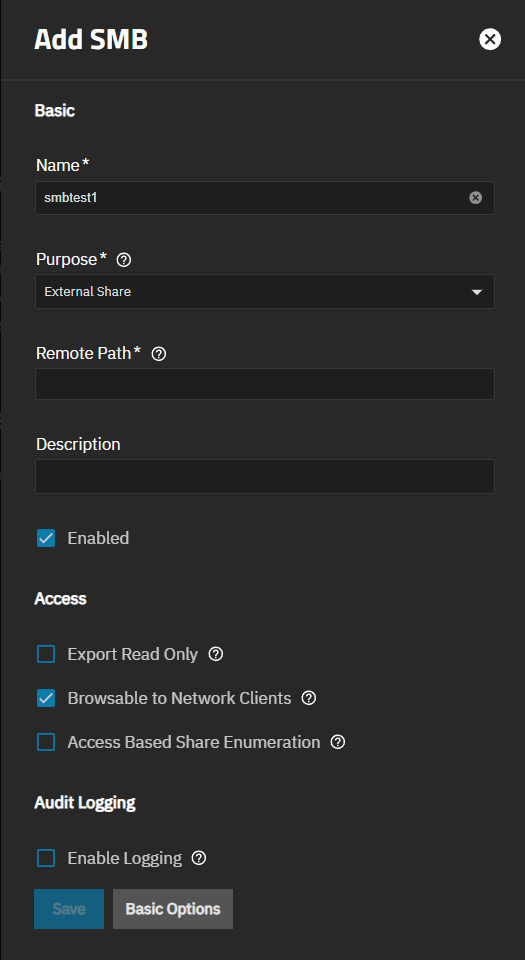 Add SMB
Basic
Name*
smbtest1
Purpose*
External Share
Remote Path*
Description
Enabled
Access
Export Read Only
Browsable to Network Clients
Access Based Share Enumeration
Audit Logging
Enable Logging
Save Basic Options